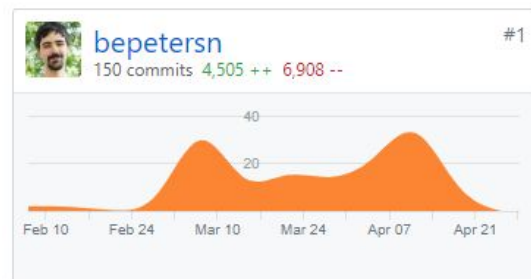 bepetersn #1
150 commits 4,505 ++ 6,908 --
40
20
Feb 10 Feb 24 Mar 10 Mar 24 Apr 07 Apr 21